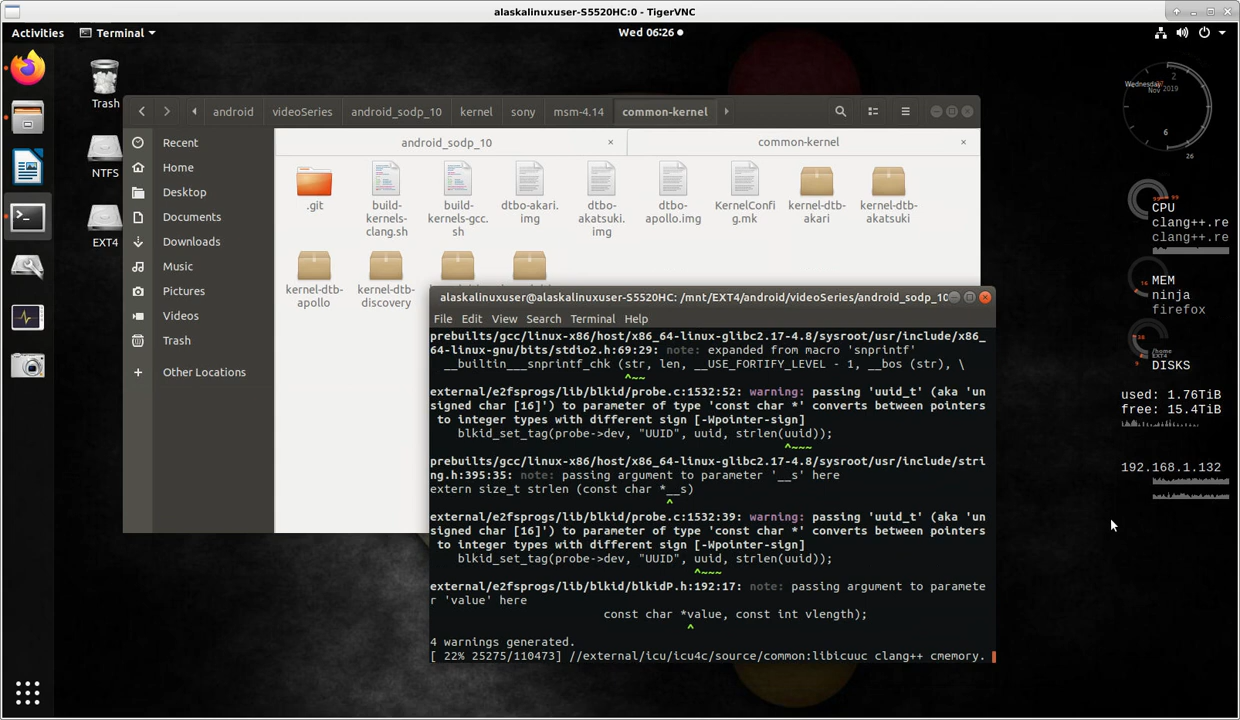 alaskalinuxuser-S5520HC:0 - TigerVNC
Activities Terminal Wed 06:26
Trash
NTFS
EXT4
android videoSeries android_sodp_10 kernel sony msm-4.14 common-kernel
android_sodp_10 × common-kernel ×
Recent
Home
Desktop
Documents
Downloads
Music
Pictures
Videos
Trash
+ Other Locations
.git
build-
kernels-
clang.sh
build-
kernels-gcc.
sh
dtbo-akari.
img
dtbo-
akatsuki.
img
dtbo-
apollo.img
KernelConfi
g.mk
kernel-dtb-
akari
kernel-dtb-
akatsuki
kernel-dtb-
apollo
kernel-dtb-
discovery
alaskalinuxuser@alaskalinuxuser-S5520HC: /mnt/EXT4/android/videoSeries/android_sodp_10
File Edit View Search Terminal Help
prebuilts/gcc/linux-x86/host/x86_64-linux-glibc2.17-4.8/sysroot/usr/include/x86_
64-linux-gnu/bits/stdio2.h:69:29: note: expanded from macro 'snprintf'
__builtin___snprintf_chk (str, len, __USE_FORTIFY_LEVEL - 1, __bos (str), \
^~~
external/e2fsprogs/lib/blkid/probe.c:1532:52: warning: passing 'uuid_t' (aka 'un
signed char [16]') to parameter of type 'const char *' converts between pointers
to integer types with different sign [-Wpointer-sign]
blkid_set_tag(probe->dev, "UUID", uuid, strlen(uuid));
^~~~
prebuilts/gcc/linux-x86/host/x86_64-linux-glibc2.17-4.8/sysroot/usr/include/stri
ng.h:395:35: note: passing argument to parameter '__s' here
extern size_t strlen (const char *__s)
^
external/e2fsprogs/lib/blkid/probe.c:1532:39: warning: passing 'uuid_t' (aka 'un
signed char [16]') to parameter of type 'const char *' converts between pointers
to integer types with different sign [-Wpointer-sign]
blkid_set_tag(probe->dev, "UUID", uuid, strlen(uuid));
^~~~
external/e2fsprogs/lib/blkid/blkidP.h:192:17: note: passing argument to paramete
r 'value' here
const char *value, const int vlength);
^
4 warnings generated.
[ 22% 25275/110473] //external/icu/icu4c/source/common:libicuuc clang++ cmemory.
Wednesday
Nov 2019
2
6
26
CPU
clang++.re
clang++.re
MEM
ninja
firefox
/home
EXT4
DISKS
used: 1.76TiB
free: 15.4TiB
192.168.1.132